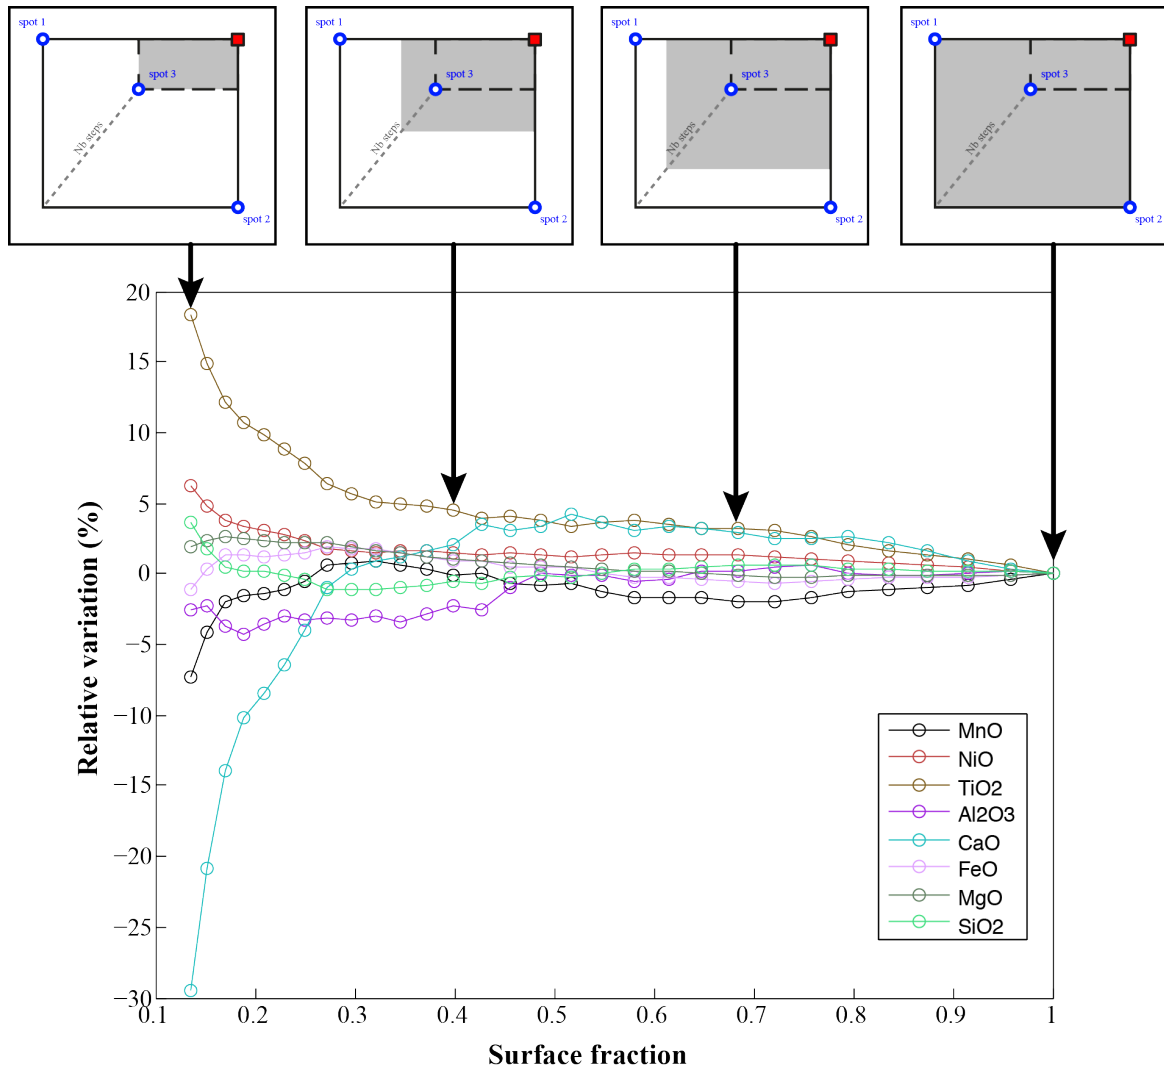 spot 1
spot 3
Nb steps
spot 2
spot 1
spot 3
Nb steps
spot 2
spot 1
spot 3
Nb steps
spot 2
spot 1
spot 3
Nb steps
spot 2
20
15
10
5
0
−5
−10
−15
−20
−25
−30
Relative variation (%)
0.1
0.2
0.3
0.4
0.5
0.6
0.7
0.8
0.9
1
Surface fraction
MnO
NiO
TiO2
Al2O3
CaO
FeO
MgO
SiO2